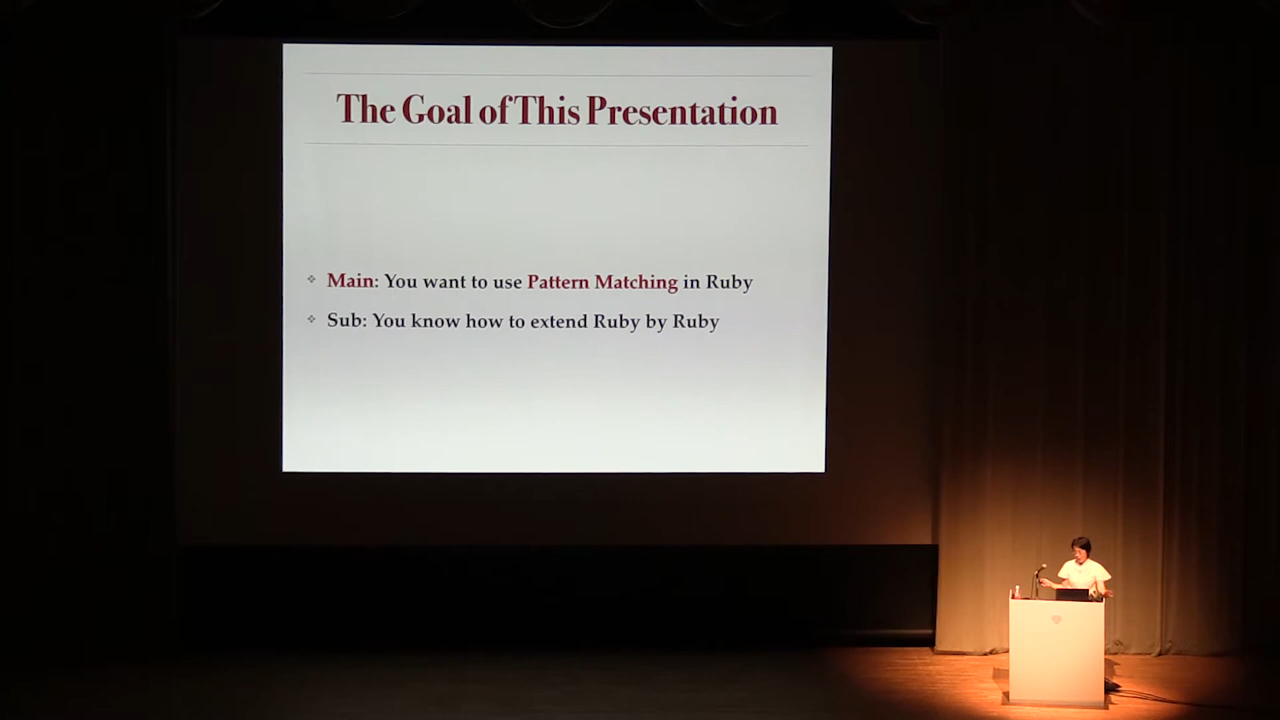 The Goal of This Presentation
Main: You want to use Pattern Matching in Ruby
Sub: You know how to extend Ruby by Ruby